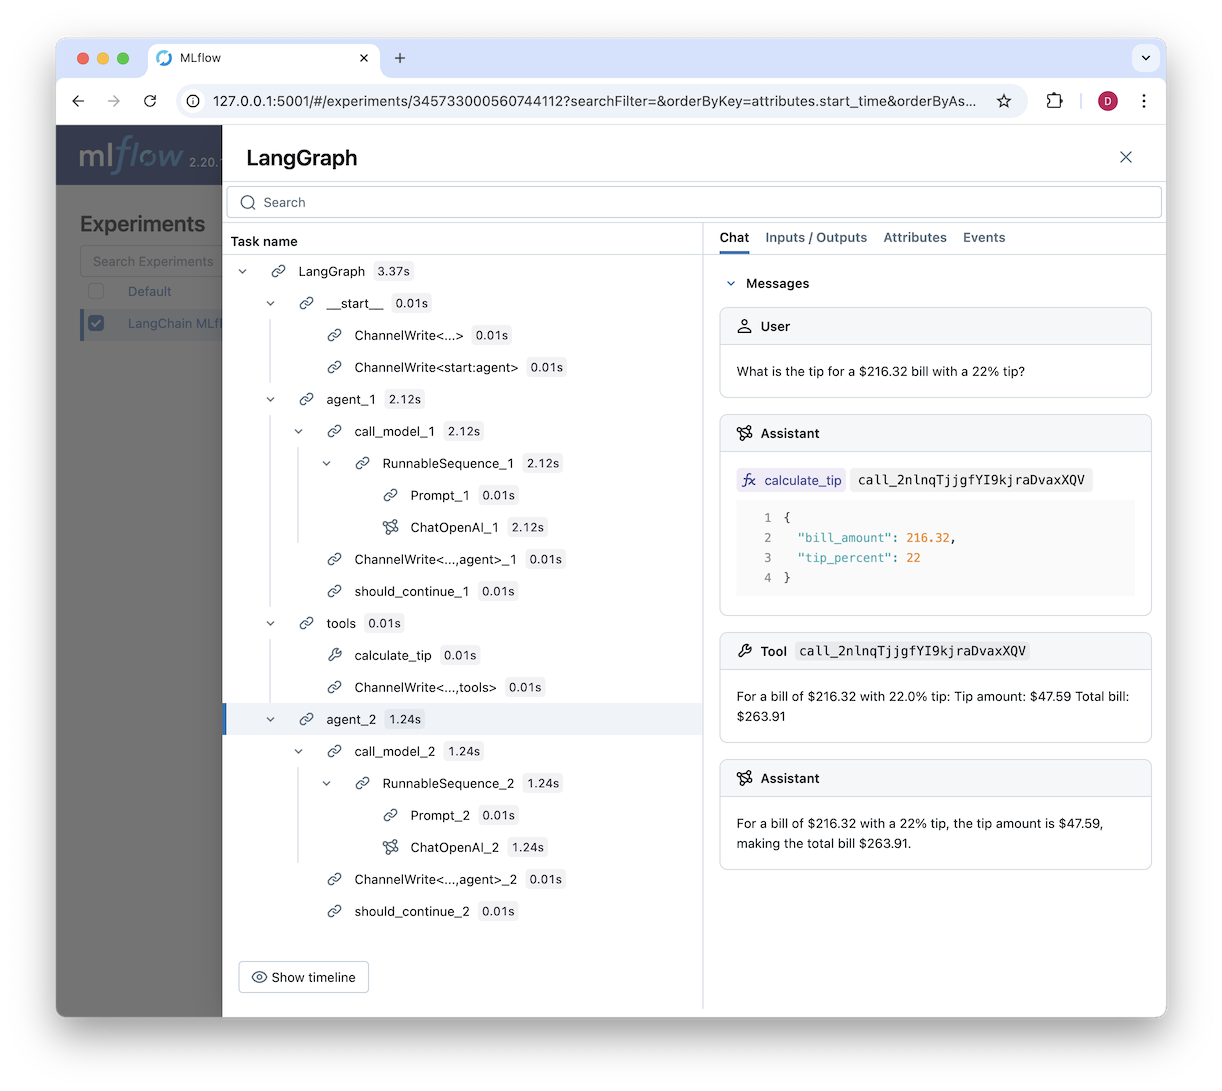 MLflow
127.0.0.1:5001/#/experiments/345733000560744112?searchFilter=&orderByKey=attributes.start_time&orderByAs...
D
mlflow 2.20.
Experiments
Search Experiments
Default
LangChain MLf
LangGraph
Search
Task name
LangGraph 3.37s
__start__ 0.01s
ChannelWrite<...> 0.01s
ChannelWrite<start:agent> 0.01s
agent_1 2.12s
call_model_1 2.12s
RunnableSequence_1 2.12s
Prompt_1 0.01s
ChatOpenAI_1 2.12s
ChannelWrite<...,agent>_1 0.01s
should_continue_1 0.01s
tools 0.01s
calculate_tip 0.01s
ChannelWrite<...,tools> 0.01s
agent_2 1.24s
call_model_2 1.24s
RunnableSequence_2 1.24s
Prompt_2 0.01s
ChatOpenAI_2 1.24s
ChannelWrite<...,agent>_2 0.01s
should_continue_2 0.01s
Show timeline
Chat Inputs / Outputs Attributes Events
Messages
User
What is the tip for a $216.32 bill with a 22% tip?
Assistant
fx calculate_tip call_2nlnqTjjgfYI9kjraDvaxXQV
1 {
2 "bill_amount": 216.32,
3 "tip_percent": 22
4 }
Tool call_2nlnqTjjgfYI9kjraDvaxXQV
For a bill of $216.32 with 22.0% tip: Tip amount: $47.59 Total bill:
$263.91
Assistant
For a bill of $216.32 with a 22% tip, the tip amount is $47.59,
making the total bill $263.91.